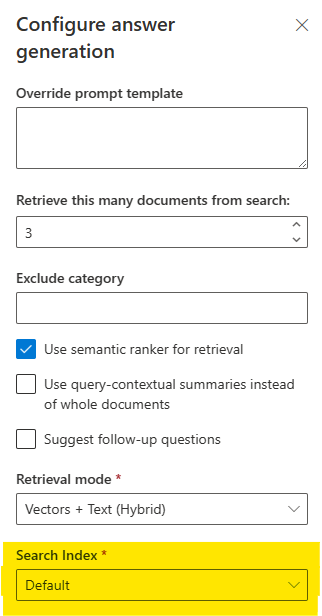 Configure answer
generation
Override prompt template
Retrieve this many documents from search:
3
Exclude category
Use semantic ranker for retrieval
Use query-contextual summaries instead
of whole documents
Suggest follow-up questions
Retrieval mode *
Vectors + Text (Hybrid)
Search Index *
Default